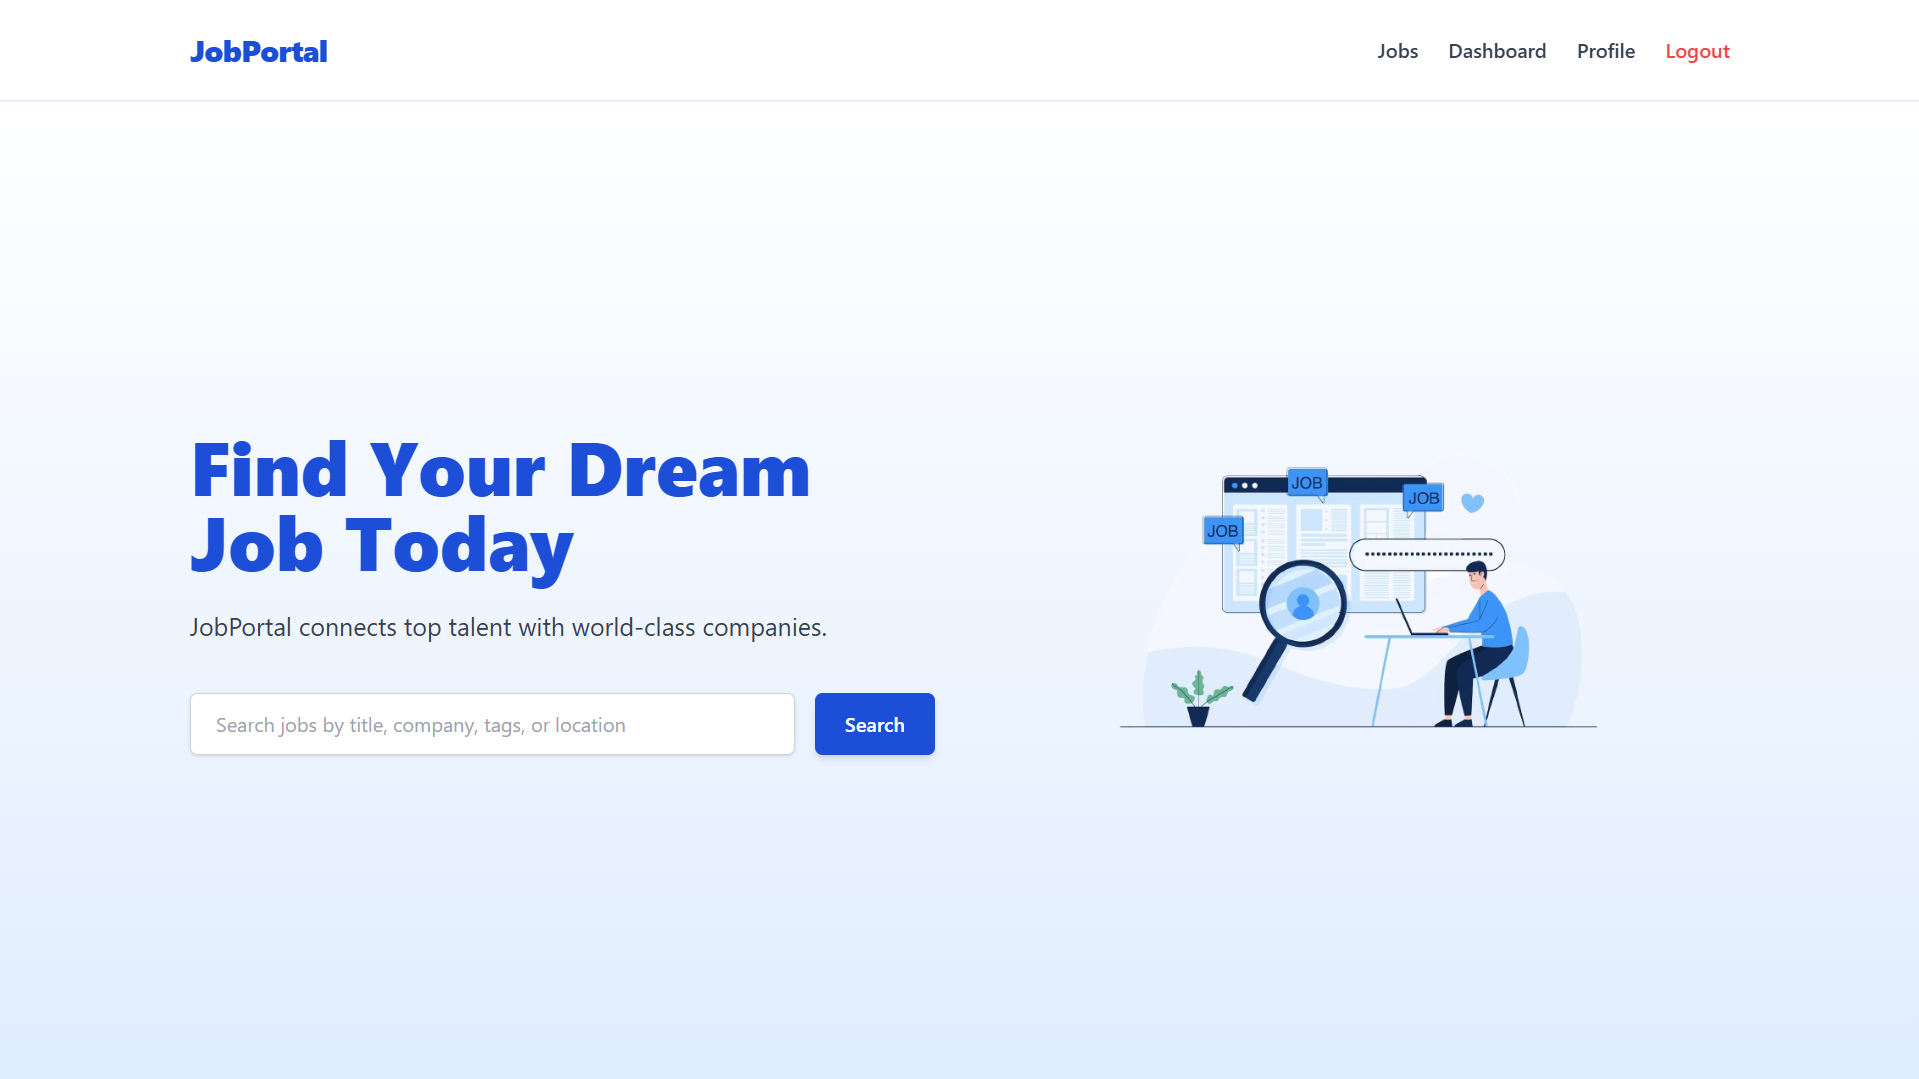 JobPortal
Jobs Dashboard Profile Logout
Find Your Dream
Job Today
JobPortal connects top talent with world-class companies.
Search jobs by title, company, tags, or location
Search
JOB
JOB
JOB